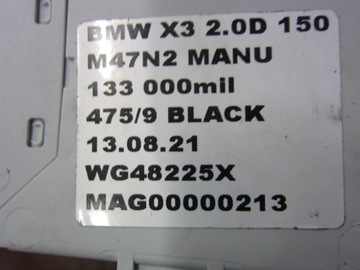 BMW X3 2.0D 150
M47N2 MANU
133 000mil
475/9 BLACK
13.08.21
WG48225X
MAG00000213